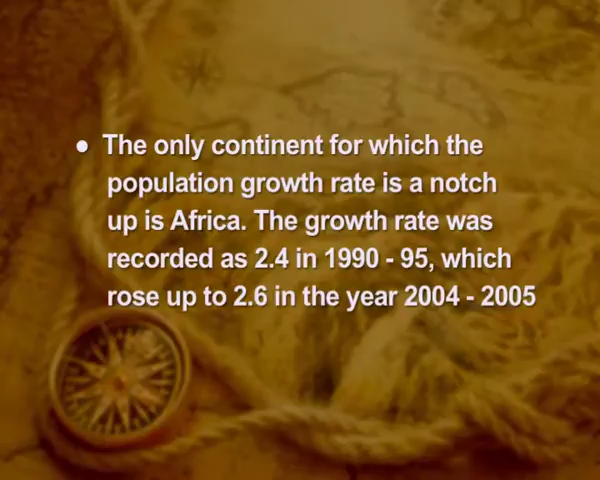 ● The only continent for which the
population growth rate is a notch
up is Africa. The growth rate was
recorded as 2.4 in 1990 - 95, which
rose up to 2.6 in the year 2004 - 2005